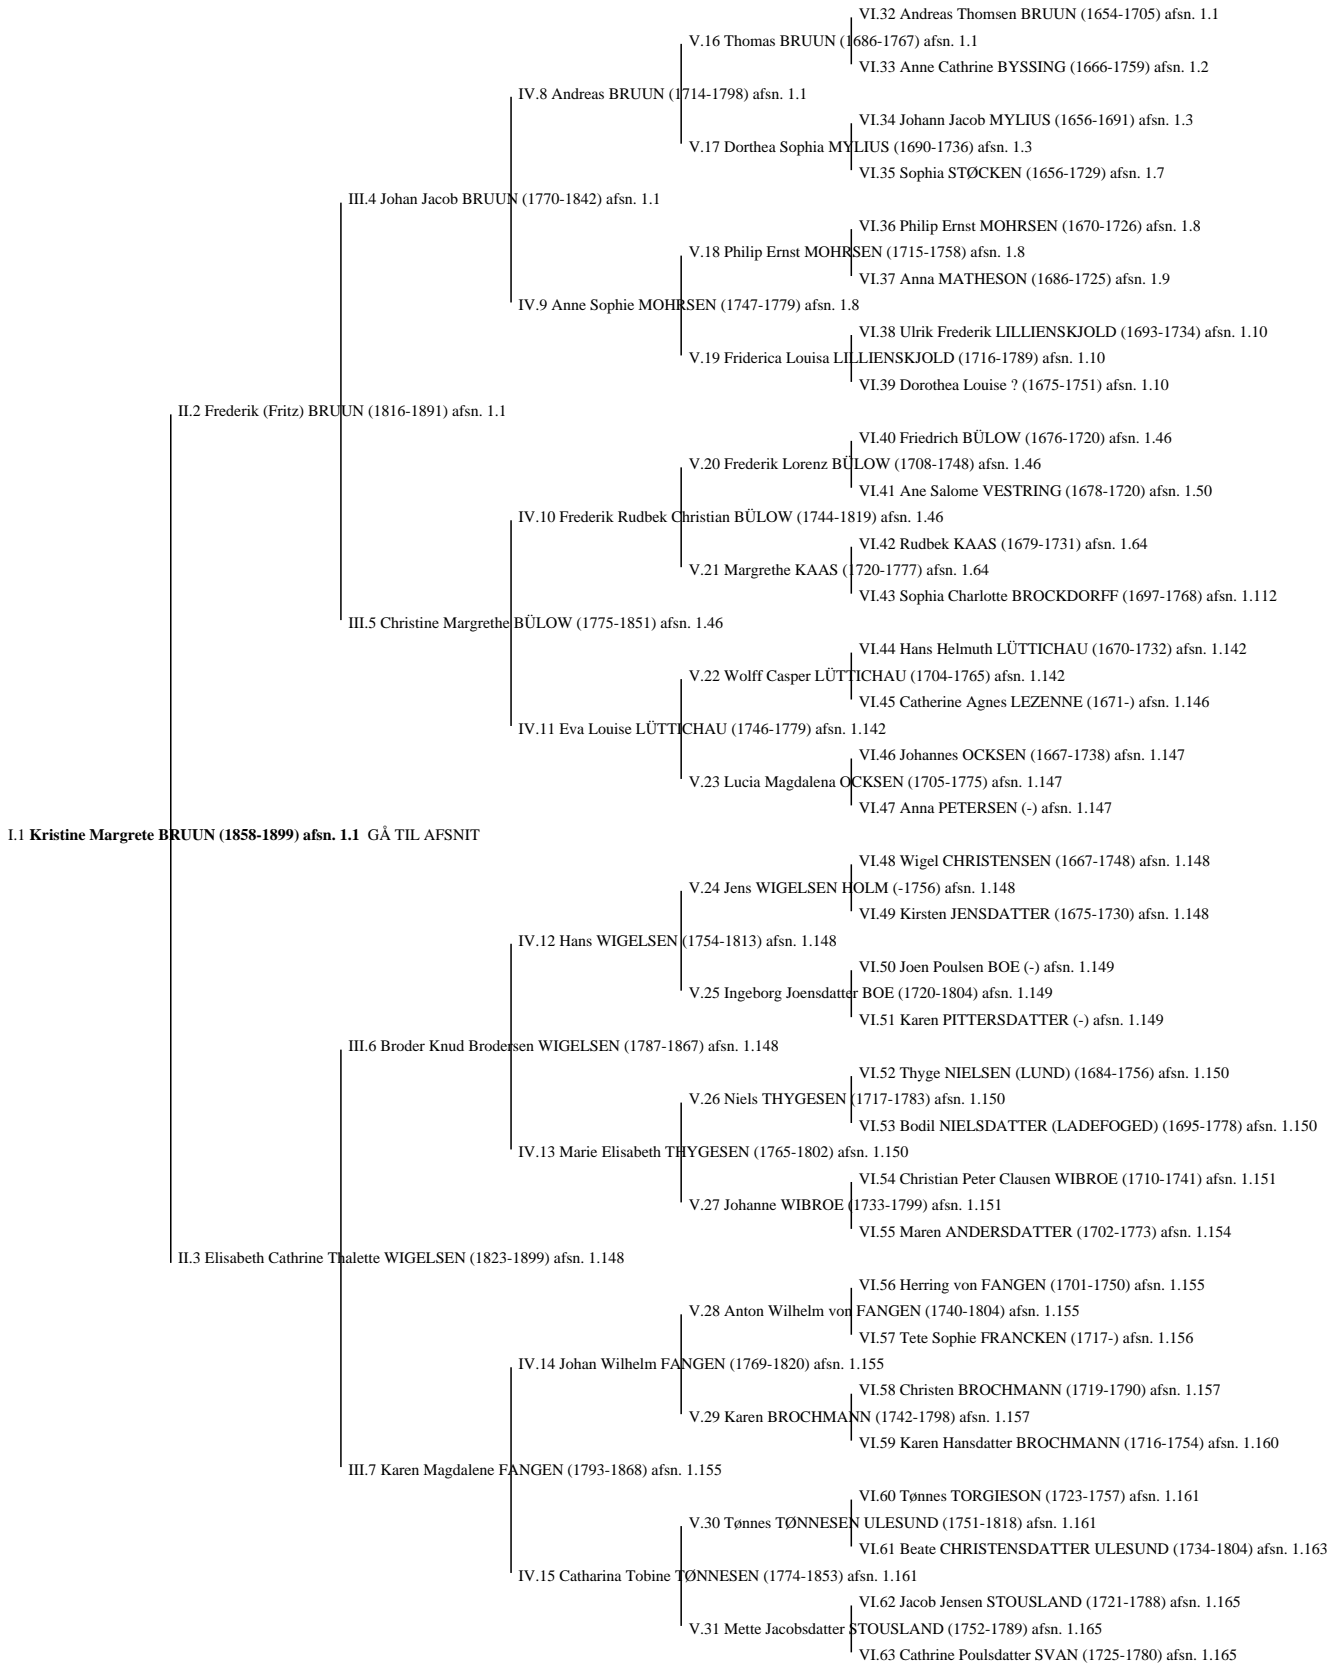 VI.32 Andreas Thomsen BRUUN (1654-1705) afsn. 1.1
V.16 Thomas BRUUN (1686-1767) afsn. 1.1
VI.33 Anne Cathrine BYSSING (1666-1759) afsn. 1.2
IV.8 Andreas BRUUN (1714-1798) afsn. 1.1
VI.34 Johann Jacob MYLIUS (1656-1691) afsn. 1.3
V.17 Dorthea Sophia MYLIUS (1690-1736) afsn. 1.3
VI.35 Sophia STØCKEN (1656-1729) afsn. 1.7
III.4 Johan Jacob BRUUN (1770-1842) afsn. 1.1
VI.36 Philip Ernst MOHRSEN (1670-1726) afsn. 1.8
V.18 Philip Ernst MOHRSEN (1715-1758) afsn. 1.8
VI.37 Anna MATHESON (1686-1725) afsn. 1.9
IV.9 Anne Sophie MOHRSEN (1747-1779) afsn. 1.8
VI.38 Ulrik Frederik LILLIENSKJOLD (1693-1734) afsn. 1.10
V.19 Friderica Louisa LILLIENSKJOLD (1716-1789) afsn. 1.10
VI.39 Dorothea Louise ? (1675-1751) afsn. 1.10
II.2 Frederik (Fritz) BRUUN (1816-1891) afsn. 1.1
VI.40 Friedrich BÜLOW (1676-1720) afsn. 1.46
V.20 Frederik Lorenz BÜLOW (1708-1748) afsn. 1.46
VI.41 Ane Salome VESTRING (1678-1720) afsn. 1.50
IV.10 Frederik Rudbek Christian BÜLOW (1744-1819) afsn. 1.46
VI.42 Rudbek KAAS (1679-1731) afsn. 1.64
V.21 Margrethe KAAS (1720-1777) afsn. 1.64
VI.43 Sophia Charlotte BROCKDORFF (1697-1768) afsn. 1.112
III.5 Christine Margrethe BÜLOW (1775-1851) afsn. 1.46
VI.44 Hans Helmuth LÜTTICHAU (1670-1732) afsn. 1.142
V.22 Wolff Casper LÜTTICHAU (1704-1765) afsn. 1.142
VI.45 Catherine Agnes LEZENNE (1671-) afsn. 1.146
IV.11 Eva Louise LÜTTICHAU (1746-1779) afsn. 1.142
VI.46 Johannes OCKSEN (1667-1738) afsn. 1.147
V.23 Lucia Magdalena OCKSEN (1705-1775) afsn. 1.147
VI.47 Anna PETERSEN (-) afsn. 1.147
I.1 Kristine Margrete BRUUN (1858-1899) afsn. 1.1 GÅ TIL AFSNIT
VI.48 Wigel CHRISTENSEN (1667-1748) afsn. 1.148
V.24 Jens WIGELSEN HOLM (-1756) afsn. 1.148
VI.49 Kirsten JENSDATTER (1675-1730) afsn. 1.148
IV.12 Hans WIGELSEN (1754-1813) afsn. 1.148
VI.50 Joen Poulsen BOE (-) afsn. 1.149
V.25 Ingeborg Joensdatter BOE (1720-1804) afsn. 1.149
VI.51 Karen PITTERSDATTER (-) afsn. 1.149
III.6 Broder Knud Brodersen WIGELSEN (1787-1867) afsn. 1.148
VI.52 Thyge NIELSEN (LUND) (1684-1756) afsn. 1.150
V.26 Niels THYGESEN (1717-1783) afsn. 1.150
VI.53 Bodil NIELSDATTER (LADEFOGED) (1695-1778) afsn. 1.150
IV.13 Marie Elisabeth THYGESEN (1765-1802) afsn. 1.150
VI.54 Christian Peter Clausen WIBROE (1710-1741) afsn. 1.151
V.27 Johanne WIBROE (1733-1799) afsn. 1.151
VI.55 Maren ANDERSDATTER (1702-1773) afsn. 1.154
II.3 Elisabeth Cathrine Thalette WIGELSEN (1823-1899) afsn. 1.148
VI.56 Herring von FANGEN (1701-1750) afsn. 1.155
V.28 Anton Wilhelm von FANGEN (1740-1804) afsn. 1.155
VI.57 Tete Sophie FRANCKEN (1717-) afsn. 1.156
IV.14 Johan Wilhelm FANGEN (1769-1820) afsn. 1.155
VI.58 Christen BROCHMANN (1719-1790) afsn. 1.157
V.29 Karen BROCHMANN (1742-1798) afsn. 1.157
VI.59 Karen Hansdatter BROCHMANN (1716-1754) afsn. 1.160
III.7 Karen Magdalene FANGEN (1793-1868) afsn. 1.155
VI.60 Tønnes TORGIESON (1723-1757) afsn. 1.161
V.30 Tønnes TØNNESEN ULESUND (1751-1818) afsn. 1.161
VI.61 Beate CHRISTENSDATTER ULESUND (1734-1804) afsn. 1.163
IV.15 Catharina Tobine TØNNESEN (1774-1853) afsn. 1.161
VI.62 Jacob Jensen STOUSLAND (1721-1788) afsn. 1.165
V.31 Mette Jacobsdatter STOUSLAND (1752-1789) afsn. 1.165
VI.63 Cathrine Poulsdatter SVAN (1725-1780) afsn. 1.165